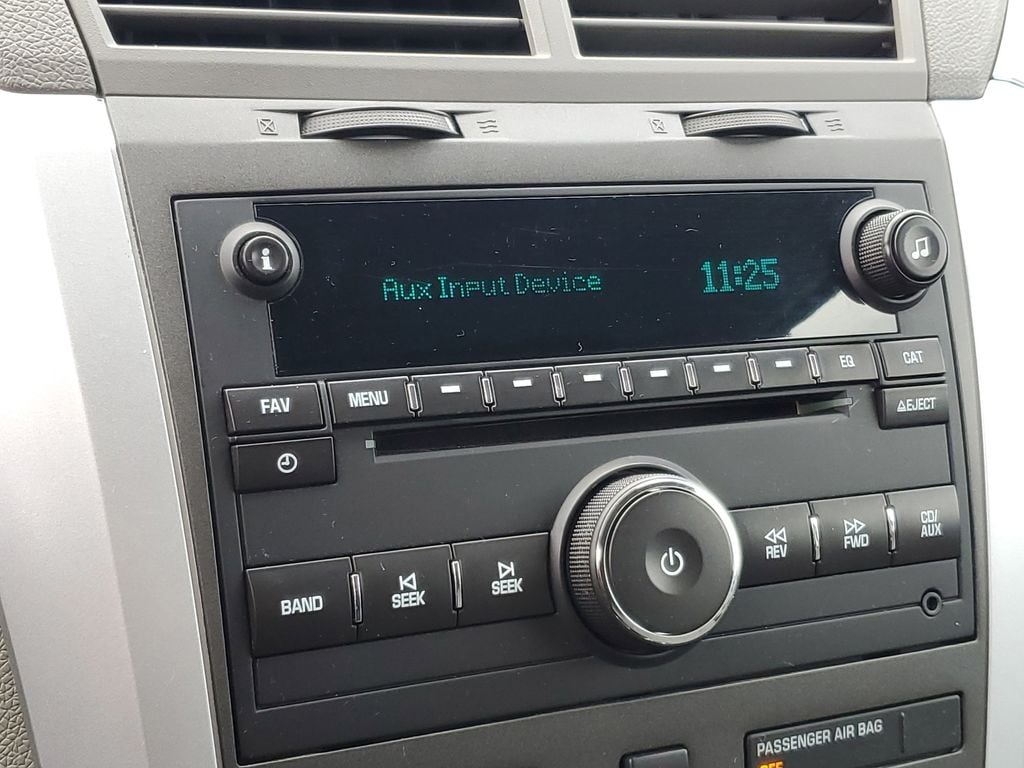 i
Aux Input Device 11:25
FAV MENU EQ CAT
EJECT
BAND SEEK SEEK REV FWD CD/
AUX
PASSENGER AIR BAG
OFF